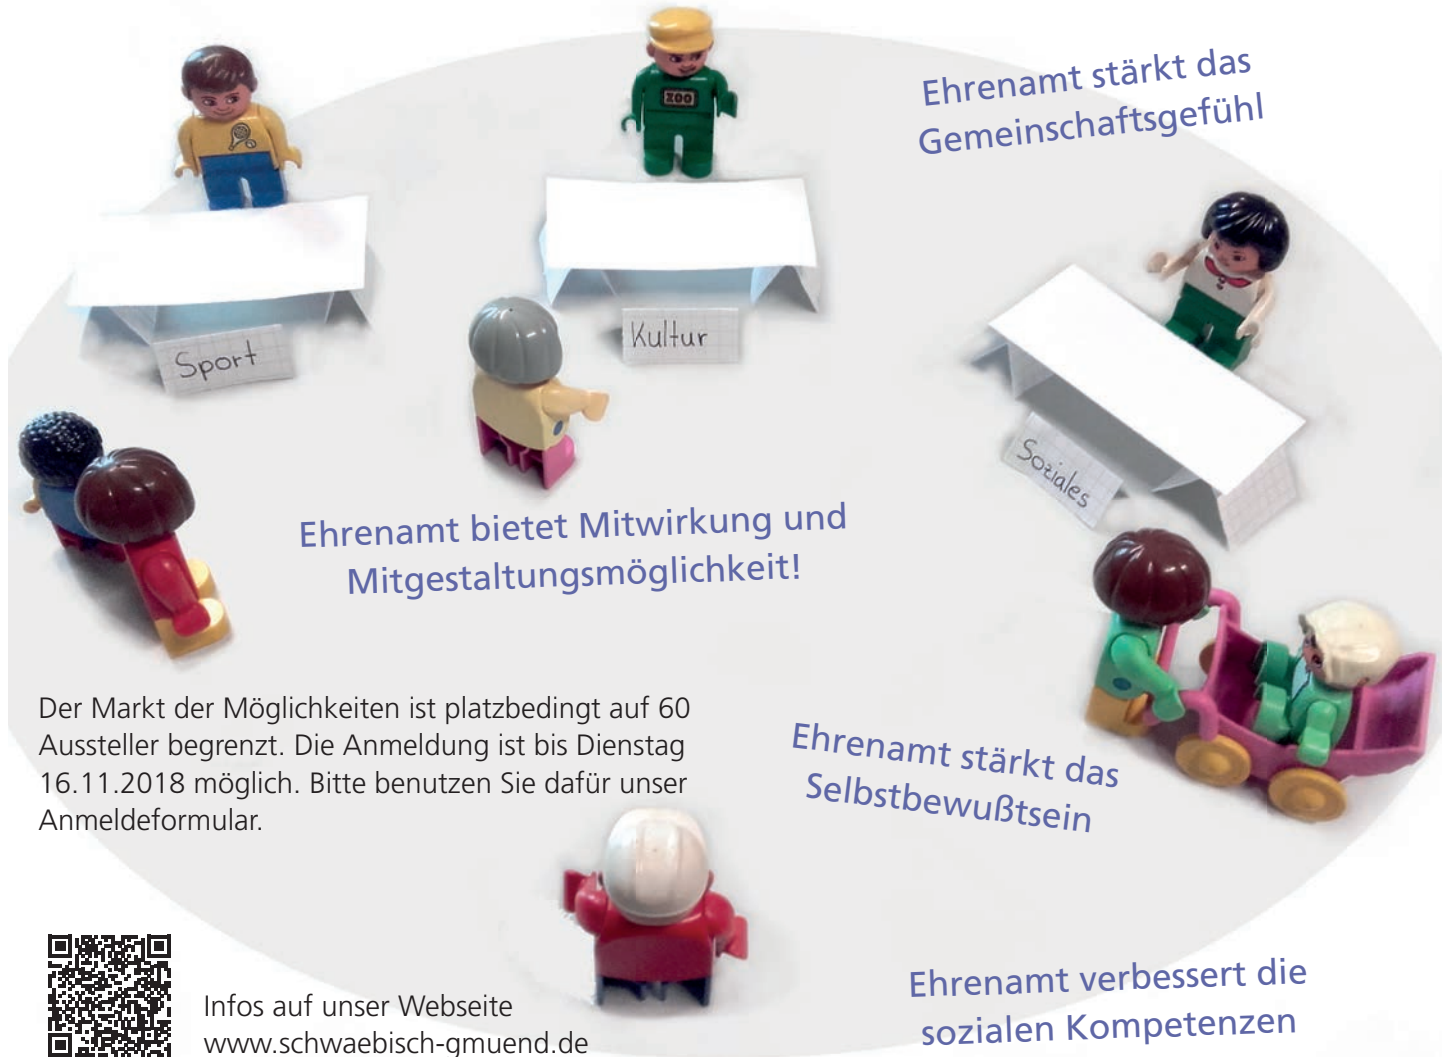 ZOO
Ehrenamt stärkt das
Gemeinschaftsgefühl
Sport
Kultur
Soziales
Ehrenamt bietet Mitwirkung und
Mitgestaltungsmöglichkeit!
Der Markt der Möglichkeiten ist platzbedingt auf 60
Aussteller begrenzt. Die Anmeldung ist bis Dienstag
16.11.2018 möglich. Bitte benutzen Sie dafür unser
Anmeldeformular.
Ehrenamt stärkt das
Selbstbewußtsein
Infos auf unser Webseite
www.schwaebisch-gmuend.de
Ehrenamt verbessert die
sozialen Kompetenzen